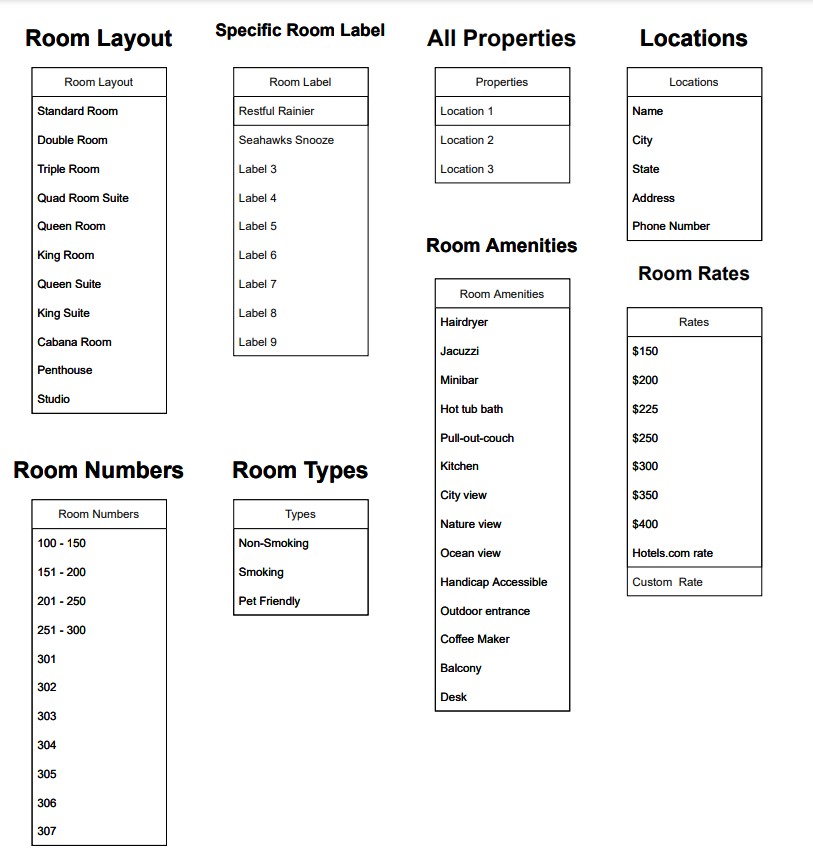 Room Layout
Room Layout
Standard Room
Double Room
Triple Room
Quad Room Suite
Queen Room
King Room
Queen Suite
King Suite
Cabana Room
Penthouse
Studio
Specific Room Label
Room Label
Restful Rainier
Seahawks Snooze
Label 3
Label 4
Label 5
Label 6
Label 7
Label 8
Label 9
All Properties
Properties
Location 1
Location 2
Location 3
Locations
Locations
Name
City
State
Address
Phone Number
Room Amenities
Room Amenities
Hairdryer
Jacuzzi
Minibar
Hot tub bath
Pull-out-couch
Kitchen
City view
Nature view
Ocean view
Handicap Accessible
Outdoor entrance
Coffee Maker
Balcony
Desk
Room Rates
Rates
$150
$200
$225
$250
$300
$350
$400
Hotels.com rate
Custom Rate
Room Numbers
Room Numbers
100 - 150
151 - 200
201 - 250
251 - 300
301
302
303
304
305
306
307
Room Types
Types
Non-Smoking
Smoking
Pet Friendly